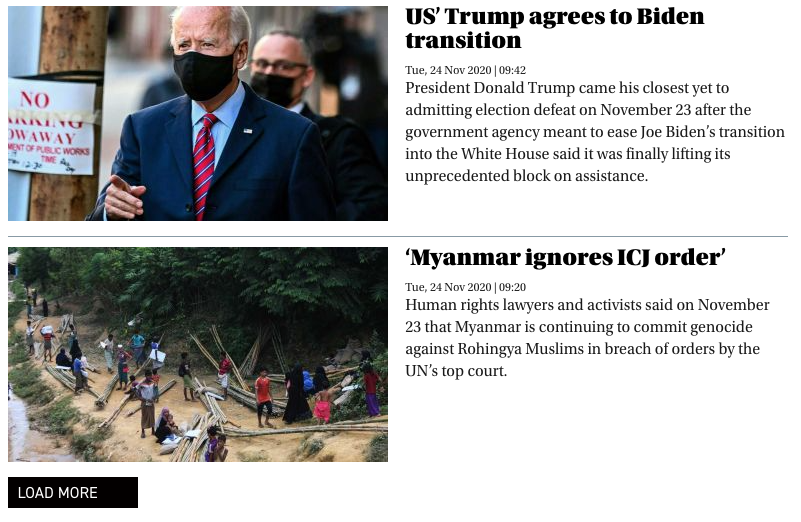 NO
ARKING
OWAWAY
MENT OF PUBLIC WORKS
TIME
US’ Trump agrees to Biden
transition
Tue, 24 Nov 2020 | 09:42
President Donald Trump came his closest yet to
admitting election defeat on November 23 after the
government agency meant to ease Joe Biden’s transition
into the White House said it was finally lifting its
unprecedented block on assistance.
‘Myanmar ignores ICJ order’
Tue, 24 Nov 2020 | 09:20
Human rights lawyers and activists said on November
23 that Myanmar is continuing to commit genocide
against Rohingya Muslims in breach of orders by the
UN’s top court.
LOAD MORE